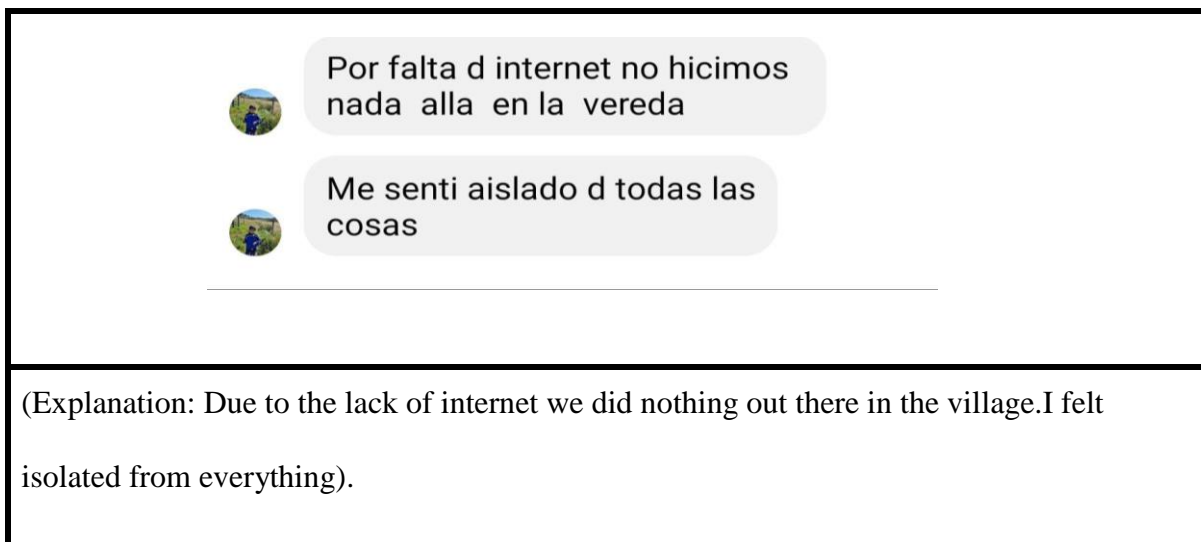 Por falta d internet no hicimos
nada alla en la vereda
Me senti aislado d todas las
cosas
(Explanation: Due to the lack of internet we did nothing out there in the village.I felt
isolated from everything).